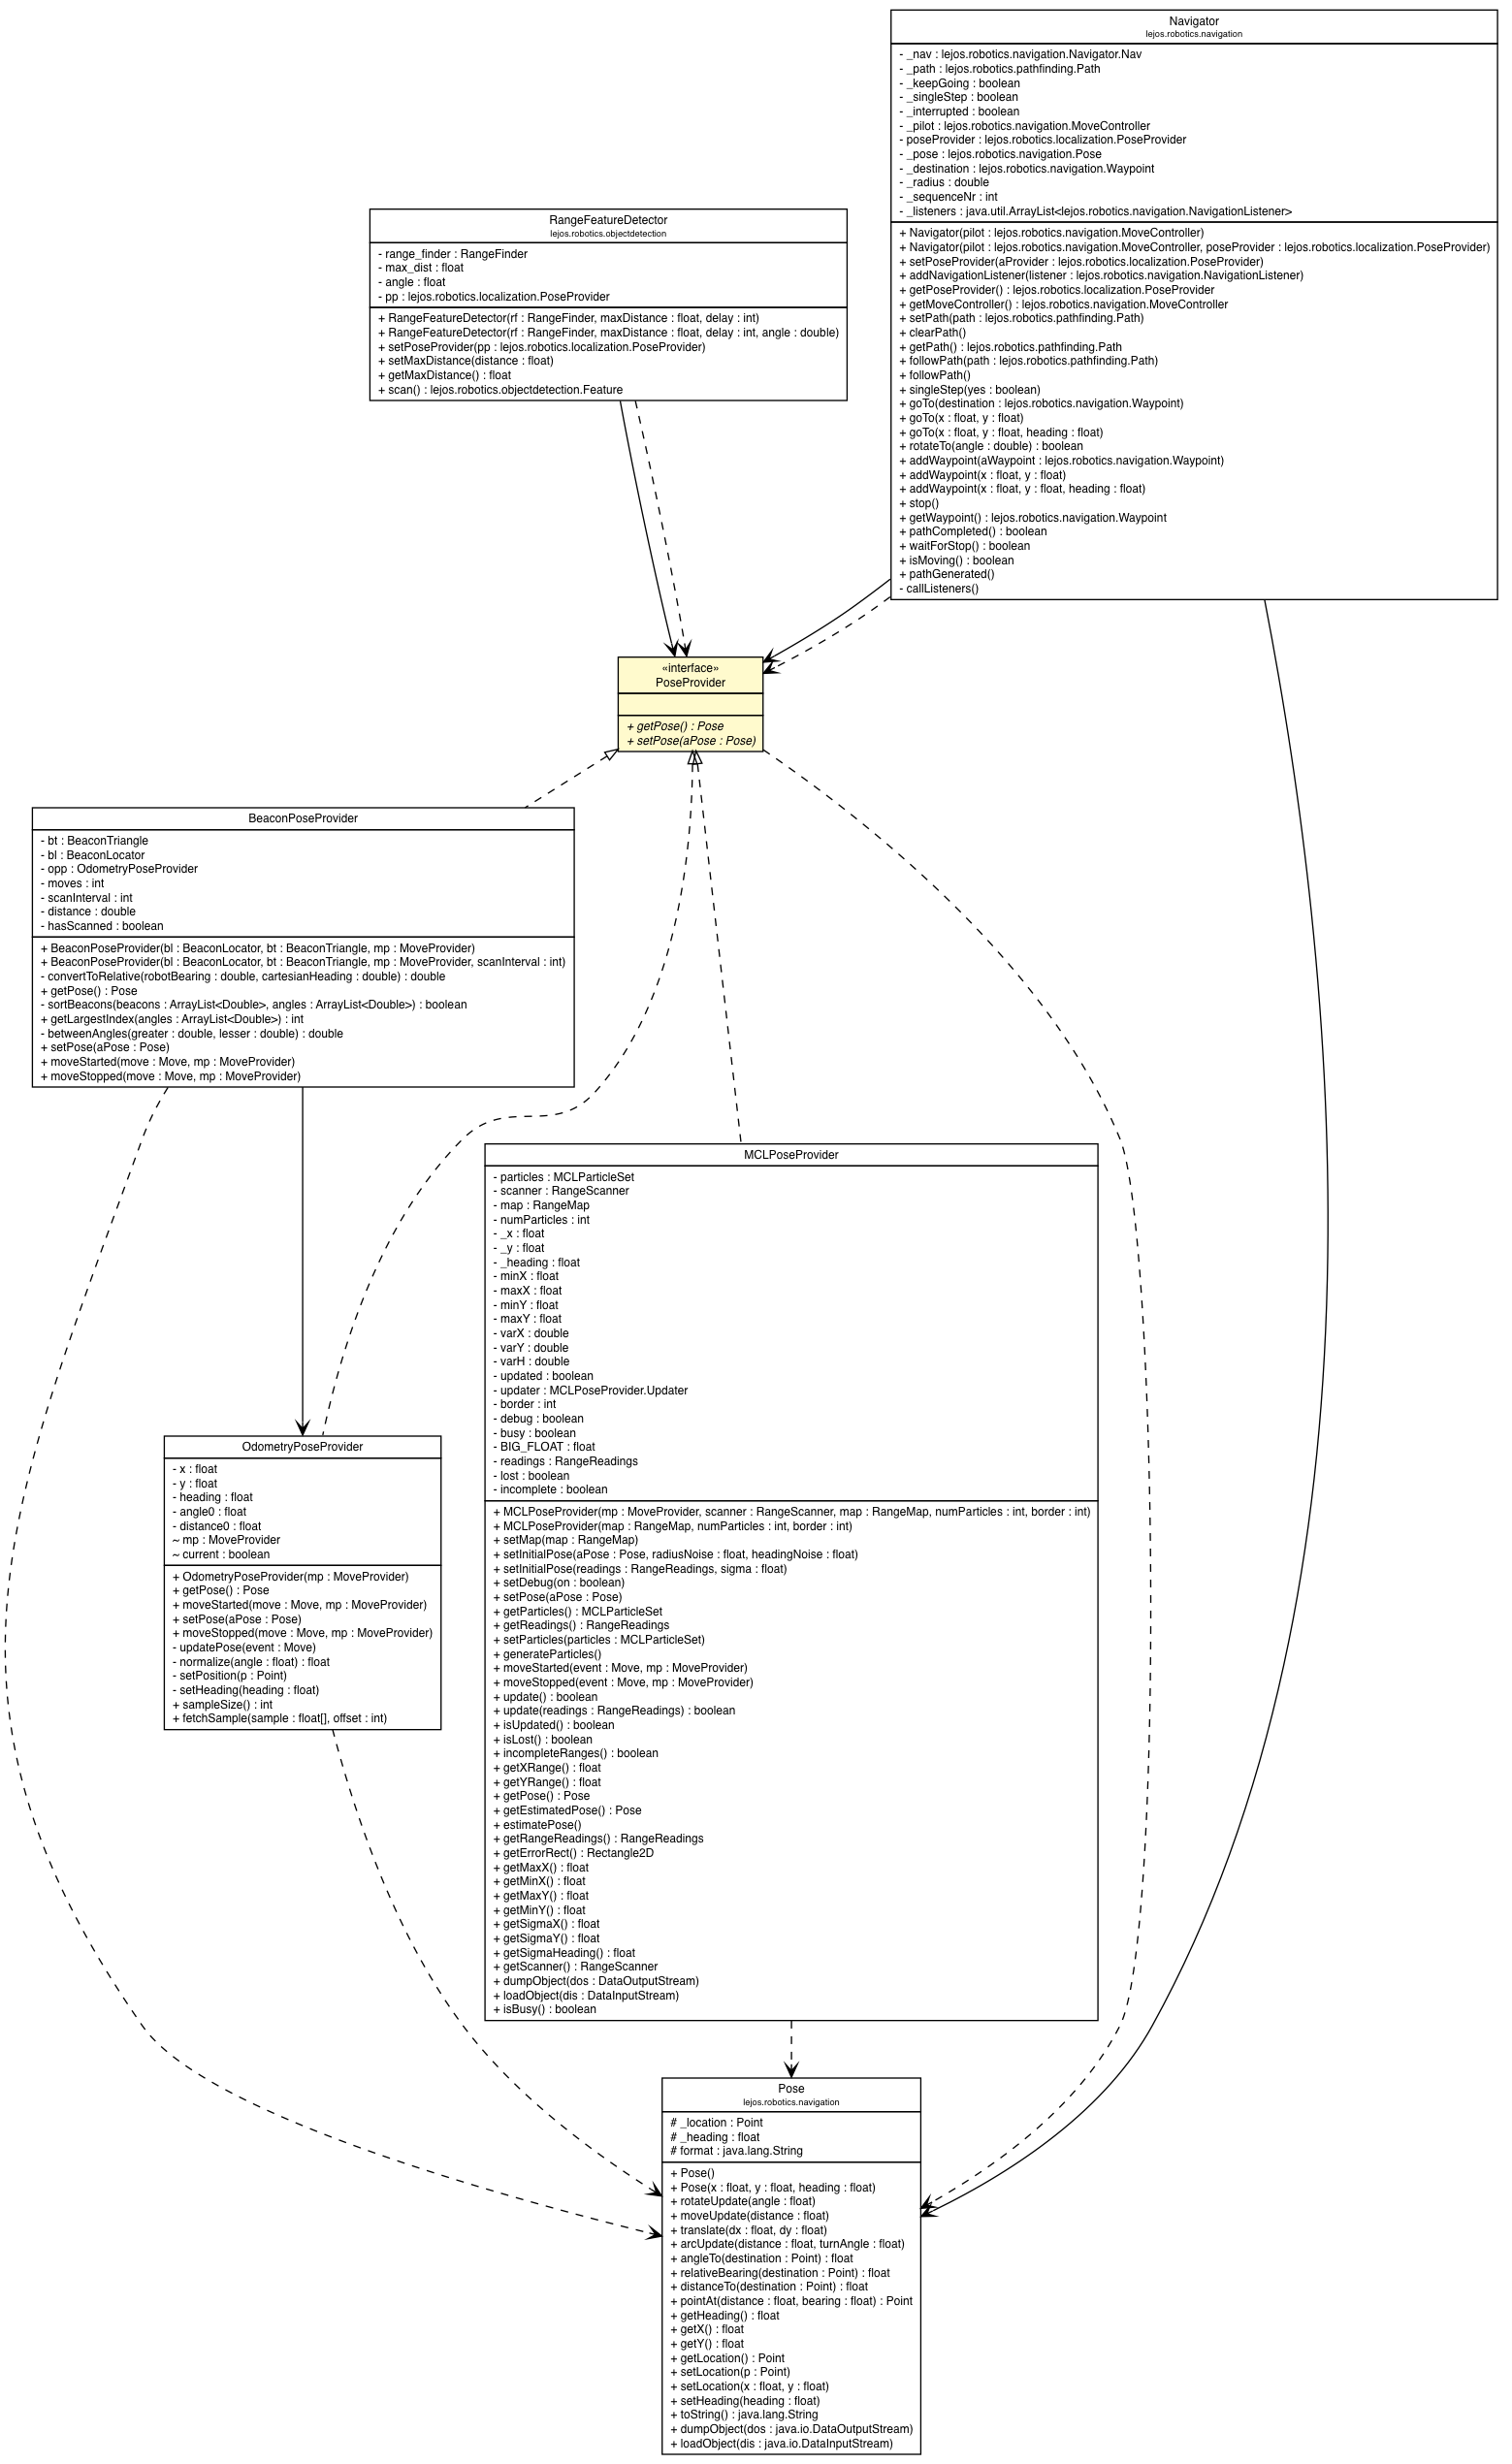 Navigator
lejos.robotics.navigation
- _nav : lejos.robotics.navigation.Navigator.Nav
- _path : lejos.robotics.pathfinding.Path
- _keepGoing : boolean
- _singleStep : boolean
- _interrupted : boolean
- _pilot : lejos.robotics.navigation.MoveController
- poseProvider : lejos.robotics.localization.PoseProvider
- _pose : lejos.robotics.navigation.Pose
- _destination : lejos.robotics.navigation.Waypoint
- _radius : double
- _sequenceNr : int
- _listeners : java.util.ArrayList<lejos.robotics.navigation.NavigationListener>
+ Navigator(pilot : lejos.robotics.navigation.MoveController)
+ Navigator(pilot : lejos.robotics.navigation.MoveController, poseProvider : lejos.robotics.localization.PoseProvider)
+ setPoseProvider(aProvider : lejos.robotics.localization.PoseProvider)
+ addNavigationListener(listener : lejos.robotics.navigation.NavigationListener)
+ getPoseProvider() : lejos.robotics.localization.PoseProvider
+ getMoveController() : lejos.robotics.navigation.MoveController
+ setPath(path : lejos.robotics.pathfinding.Path)
+ clearPath()
+ getPath() : lejos.robotics.pathfinding.Path
+ followPath(path : lejos.robotics.pathfinding.Path)
+ followPath()
+ singleStep(yes : boolean)
+ goTo(destination : lejos.robotics.navigation.Waypoint)
+ goTo(x : float, y : float)
+ goTo(x : float, y : float, heading : float)
+ rotateTo(angle : double) : boolean
+ addWaypoint(aWaypoint : lejos.robotics.navigation.Waypoint)
+ addWaypoint(x : float, y : float)
+ addWaypoint(x : float, y : float, heading : float)
+ stop()
+ getWaypoint() : lejos.robotics.navigation.Waypoint
+ pathCompleted() : boolean
+ waitForStop() : boolean
+ isMoving() : boolean
+ pathGenerated()
- callListeners()
RangeFeatureDetector
lejos.robotics.objectdetection
- range_finder : RangeFinder
- max_dist : float
- angle : float
- pp : lejos.robotics.localization.PoseProvider
+ RangeFeatureDetector(rf : RangeFinder, maxDistance : float, delay : int)
+ RangeFeatureDetector(rf : RangeFinder, maxDistance : float, delay : int, angle : double)
+ setPoseProvider(pp : lejos.robotics.localization.PoseProvider)
+ setMaxDistance(distance : float)
+ getMaxDistance() : float
+ scan() : lejos.robotics.objectdetection.Feature
«interface»
PoseProvider
+ getPose() : Pose
+ setPose(aPose : Pose)
BeaconPoseProvider
- bt : BeaconTriangle
- bl : BeaconLocator
- opp : OdometryPoseProvider
- moves : int
- scanInterval : int
- distance : double
- hasScanned : boolean
+ BeaconPoseProvider(bl : BeaconLocator, bt : BeaconTriangle, mp : MoveProvider)
+ BeaconPoseProvider(bl : BeaconLocator, bt : BeaconTriangle, mp : MoveProvider, scanInterval : int)
- convertToRelative(robotBearing : double, cartesianHeading : double) : double
+ getPose() : Pose
- sortBeacons(beacons : ArrayList<Double>, angles : ArrayList<Double>) : boolean
+ getLargestIndex(angles : ArrayList<Double>) : int
- betweenAngles(greater : double, lesser : double) : double
+ setPose(aPose : Pose)
+ moveStarted(move : Move, mp : MoveProvider)
+ moveStopped(move : Move, mp : MoveProvider)
MCLPoseProvider
- particles : MCLParticleSet
- scanner : RangeScanner
- map : RangeMap
- numParticles : int
- _x : float
- _y : float
- _heading : float
- minX : float
- maxX : float
- minY : float
- maxY : float
- varX : double
- varY : double
- varH : double
- updated : boolean
- updater : MCLPoseProvider.Updater
- border : int
- debug : boolean
- busy : boolean
- BIG_FLOAT : float
- readings : RangeReadings
- lost : boolean
- incomplete : boolean
+ MCLPoseProvider(mp : MoveProvider, scanner : RangeScanner, map : RangeMap, numParticles : int, border : int)
+ MCLPoseProvider(map : RangeMap, numParticles : int, border : int)
+ setMap(map : RangeMap)
+ setInitialPose(aPose : Pose, radiusNoise : float, headingNoise : float)
+ setInitialPose(readings : RangeReadings, sigma : float)
+ setDebug(on : boolean)
+ setPose(aPose : Pose)
+ getParticles() : MCLParticleSet
+ getReadings() : RangeReadings
+ setParticles(particles : MCLParticleSet)
+ generateParticles()
+ moveStarted(event : Move, mp : MoveProvider)
+ moveStopped(event : Move, mp : MoveProvider)
+ update() : boolean
+ update(readings : RangeReadings) : boolean
+ isUpdated() : boolean
+ isLost() : boolean
+ incompleteRanges() : boolean
+ getXRange() : float
+ getYRange() : float
+ getPose() : Pose
+ getEstimatedPose() : Pose
+ estimatePose()
+ getRangeReadings() : RangeReadings
+ getErrorRect() : Rectangle2D
+ getMaxX() : float
+ getMinX() : float
+ getMaxY() : float
+ getMinY() : float
+ getSigmaX() : float
+ getSigmaY() : float
+ getSigmaHeading() : float
+ getScanner() : RangeScanner
+ dumpObject(dos : DataOutputStream)
+ loadObject(dis : DataInputStream)
+ isBusy() : boolean
OdometryPoseProvider
- x : float
- y : float
- heading : float
- angle0 : float
- distance0 : float
~ mp : MoveProvider
~ current : boolean
+ OdometryPoseProvider(mp : MoveProvider)
+ getPose() : Pose
+ moveStarted(move : Move, mp : MoveProvider)
+ setPose(aPose : Pose)
+ moveStopped(move : Move, mp : MoveProvider)
- updatePose(event : Move)
- normalize(angle : float) : float
- setPosition(p : Point)
- setHeading(heading : float)
+ sampleSize() : int
+ fetchSample(sample : float[], offset : int)
Pose
lejos.robotics.navigation
# _location : Point
# _heading : float
# format : java.lang.String
+ Pose()
+ Pose(x : float, y : float, heading : float)
+ rotateUpdate(angle : float)
+ moveUpdate(distance : float)
+ translate(dx : float, dy : float)
+ arcUpdate(distance : float, turnAngle : float)
+ angleTo(destination : Point) : float
+ relativeBearing(destination : Point) : float
+ distanceTo(destination : Point) : float
+ pointAt(distance : float, bearing : float) : Point
+ getHeading() : float
+ getX() : float
+ getY() : float
+ getLocation() : Point
+ setLocation(p : Point)
+ setLocation(x : float, y : float)
+ setHeading(heading : float)
+ toString() : java.lang.String
+ dumpObject(dos : java.io.DataOutputStream)
+ loadObject(dis : java.io.DataInputStream)